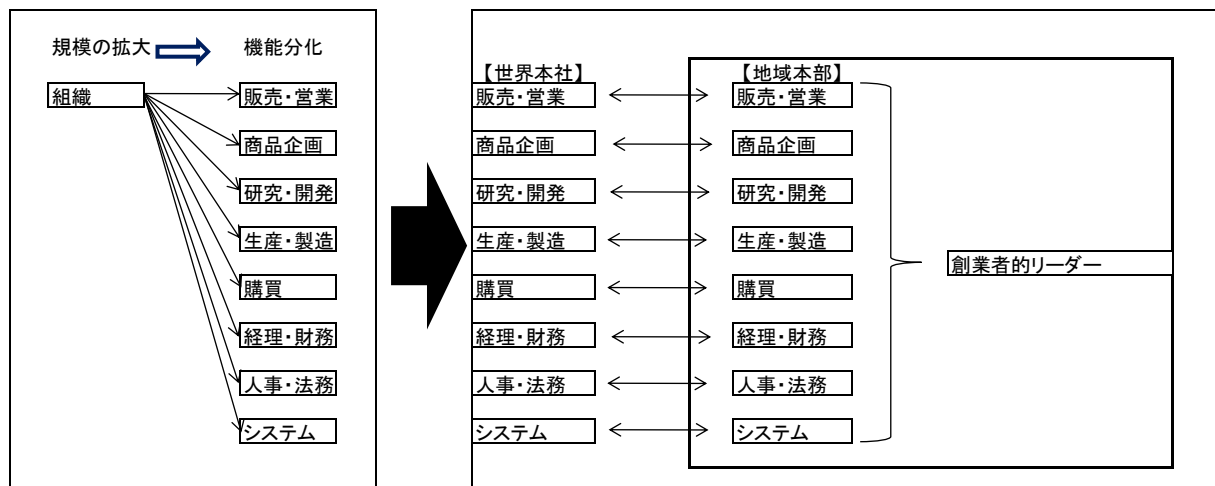 規模の拡大
機能分化
組織
販売・営業
商品企画
研究・開発
生産・製造
購買
経理・財務
人事・法務
システム
【世界本社】
販売・営業
商品企画
研究・開発
生産・製造
購買
経理・財務
人事・法務
システム
【地域本部】
販売・営業
商品企画
研究・開発
生産・製造
購買
経理・財務
人事・法務
システム
創業者的リーダー